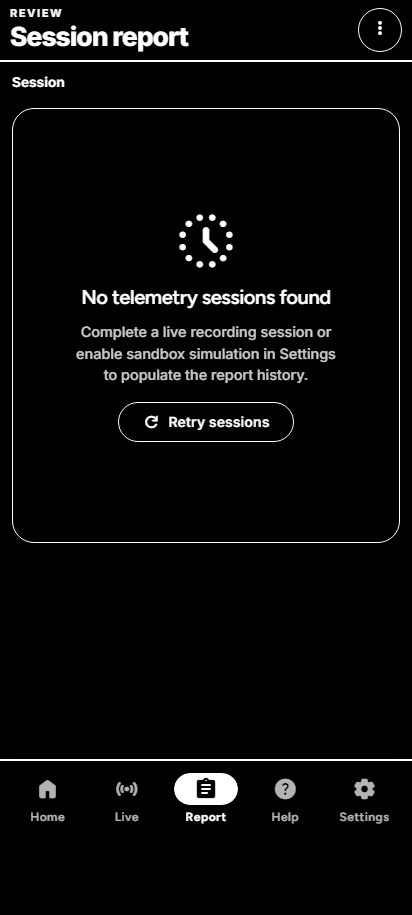 REVIEW
Session report
Session
No telemetry sessions found
Complete a live recording session or
enable sandbox simulation in Settings
to populate the report history.
Retry sessions
Home
Live
Report
Help
Settings